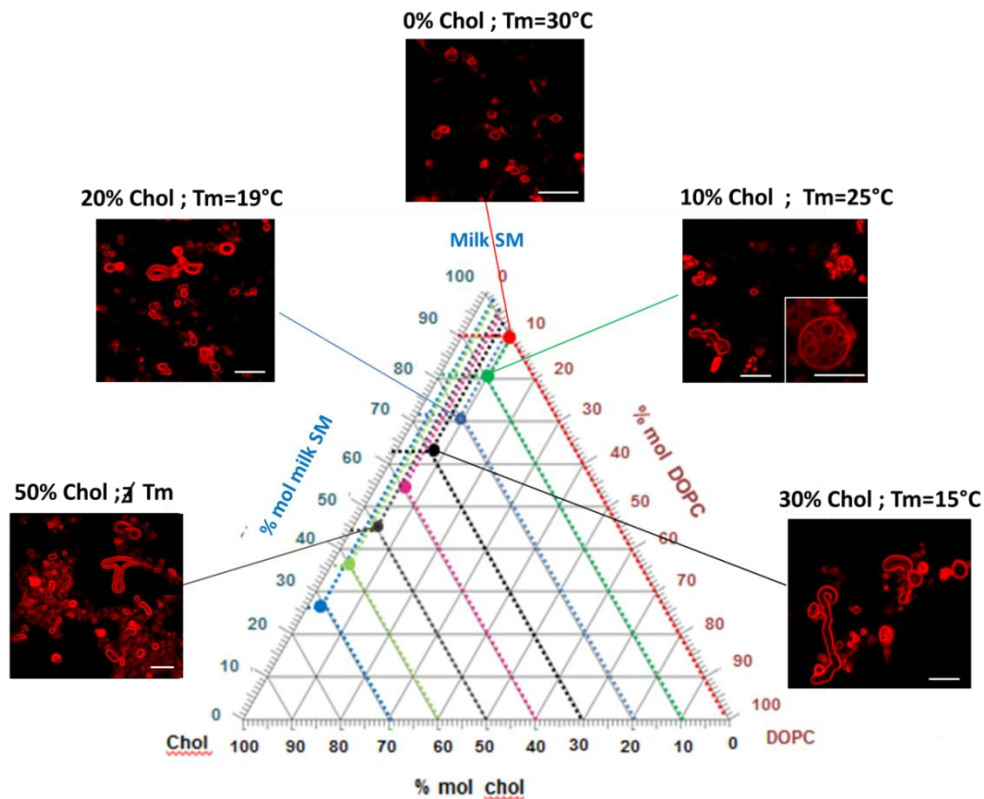 0% Chol ; Tm=30°C
20% Chol ; Tm=19°C
10% Chol ; Tm=25°C
Milk SM
100 0
90 10
80 20
70 30
60 40
50 50
40 60
30 70
20 80
10 90
0 100
% mol milk SM
% mol DOPC
50% Chol ;∄ Tm
30% Chol ; Tm=15°C
Chol
DOPC
100 90 80 70 60 50 40 30 20 10 0
% mol chol